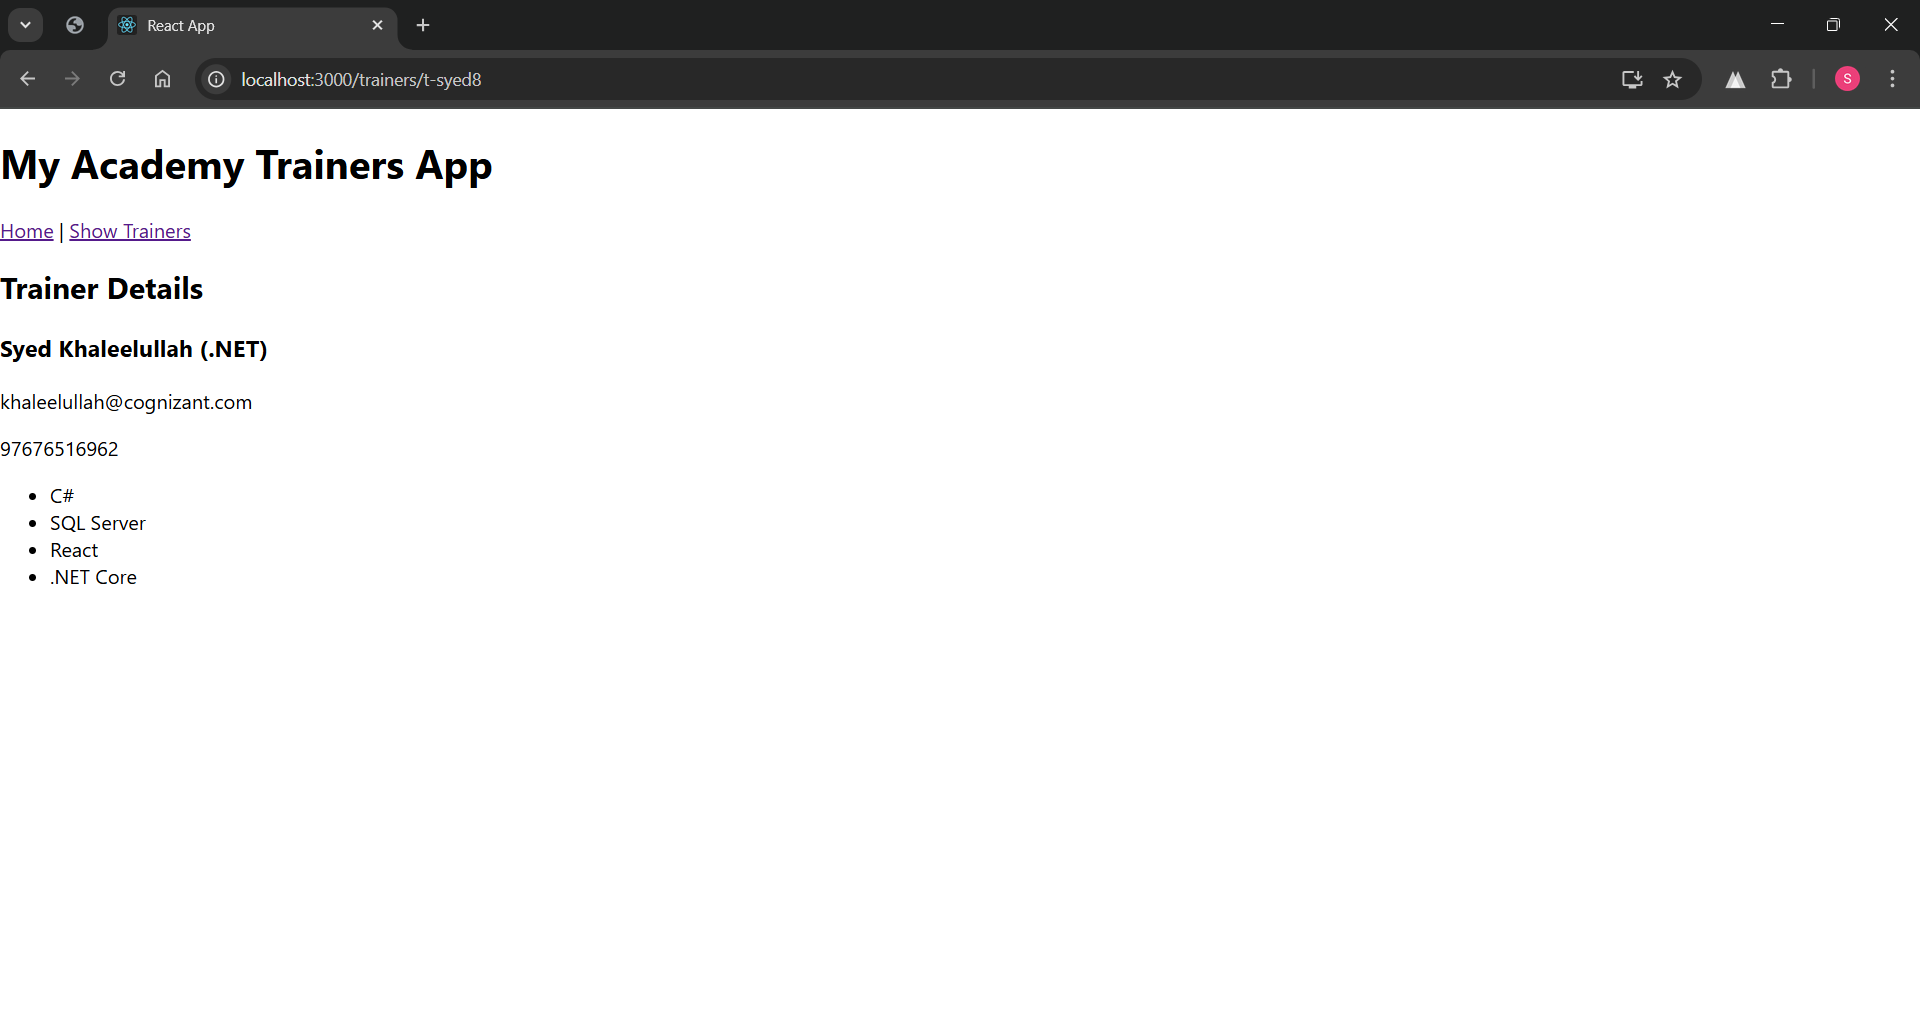 React App
localhost:3000/trainers/t-syed8
S
My Academy Trainers App
Home | Show Trainers
Trainer Details
Syed Khaleelullah (.NET)
khaleelullah@cognizant.com
97676516962
C#
SQL Server
React
.NET Core